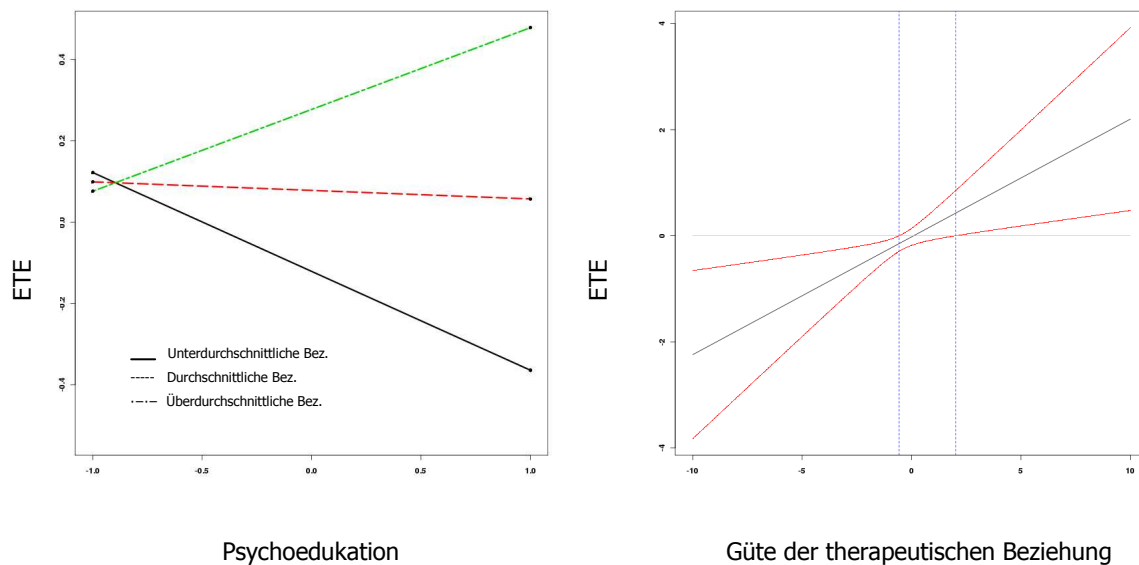 ETE
0.4
0.2
0.0
-0.2
-0.4
Unterdurchschnittliche Bez.
Durchschnittliche Bez.
Überdurchschnittliche Bez.
-1.0 -0.5 0.0 0.5 1.0
Psychoedukation
ETE
4
2
0
-2
-4
-10 -5 0 5 10
Güte der therapeutischen Beziehung